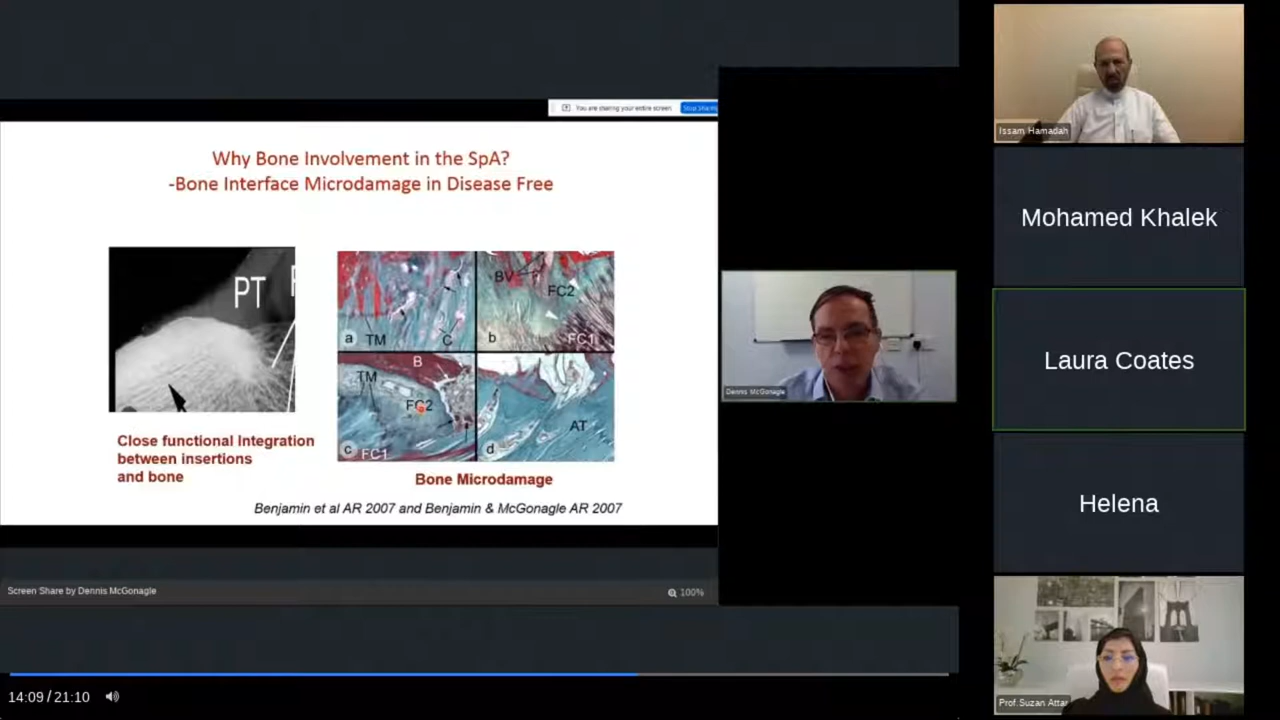 You are sharing your entire screen
Stop Sharing
Why Bone Involvement in the SpA?
-Bone Interface Microdamage in Disease Free
PT
BV
FC2
a
TM
C
b
FC1
B
TM
FC2
AT
c
FC1
d
Close functional Integration
between insertions
and bone
Bone Microdamage
Benjamin et al AR 2007 and Benjamin & McGonagle AR 2007
Screen Share by Dennis McGonagle
100%
14:09 / 21:10
Dennis McGonagle
Issam Hamadah
Mohamed Khalek
Laura Coates
Helena
Prof.Suzan Attar